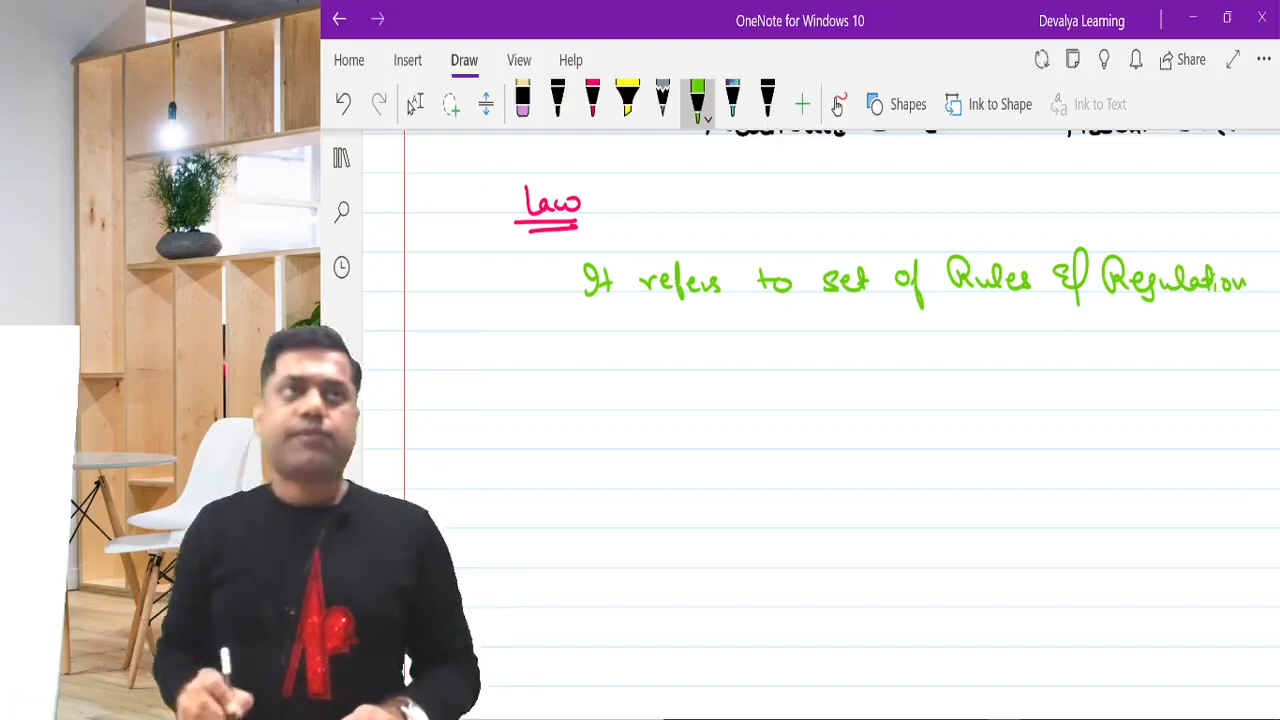 OneNote for Windows 10
Devalya Learning
Home Insert Draw View Help
Share
Shapes
Ink to Shape
Ink to Text
Law
It refers to set of Rules & Regulation